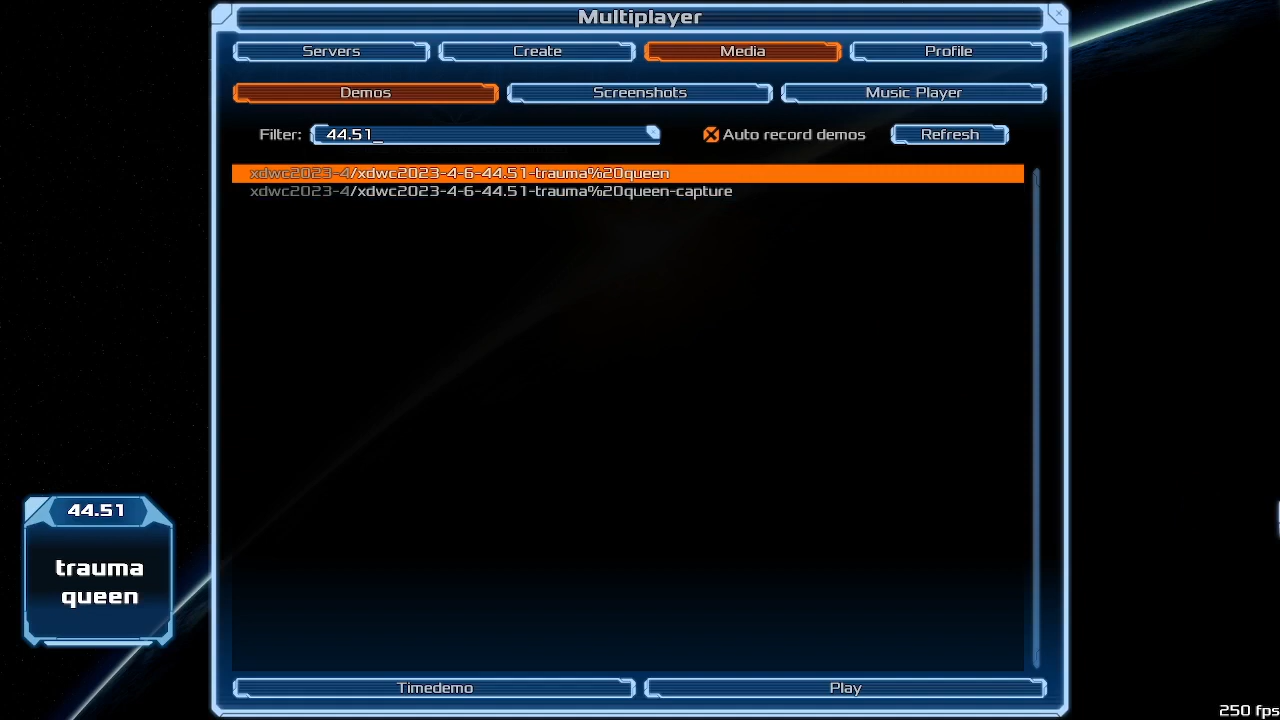 Multiplayer
Servers Create Media Profile
Demos Screenshots Music Player
Filter: 44.51_ Auto record demos Refresh
xdwc2023-4/xdwc2023-4-6-44.51-trauma%20queen
xdwc2023-4/xdwc2023-4-6-44.51-trauma%20queen-capture
44.51
trauma
queen
Timedemo Play
250 fps